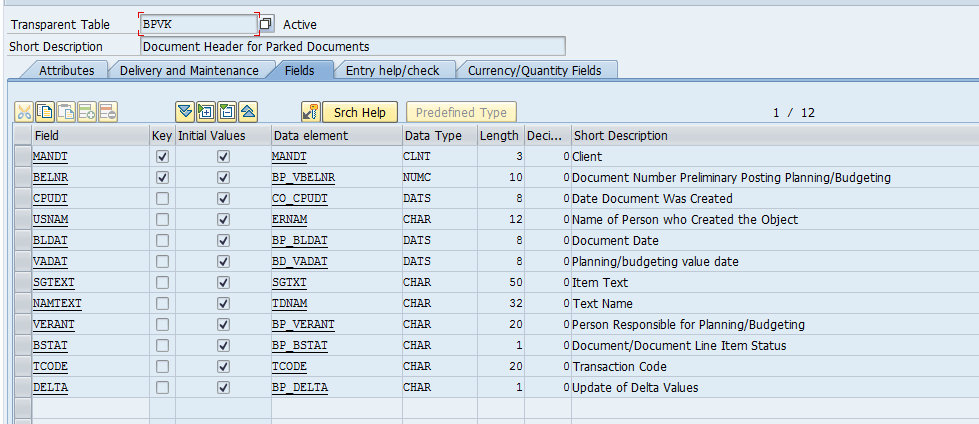 Transparent Table BPVK Active
Short Description Document Header for Parked Documents
Attributes Delivery and Maintenance Fields Entry help/check Currency/Quantity Fields
Srch Help Predefined Type 1 / 12
Field Key Initial Values Data element Data Type Length Deci... Short Description
MANDT MANDT CLNT 3 0 Client
BELNR BP_VBELNR NUMC 10 0 Document Number Preliminary Posting Planning/Budgeting
CPUDT CO_CPUDT DATS 8 0 Date Document Was Created
USNAM ERNAM CHAR 12 0 Name of Person who Created the Object
BLDAT BP_BLDAT DATS 8 0 Document Date
VADAT BD_VADAT DATS 8 0 Planning/budgeting value date
SGTEXT SGTXT CHAR 50 0 Item Text
NAMTEXT TDNAM CHAR 32 0 Text Name
VERANT BP_VERANT CHAR 20 0 Person Responsible for Planning/Budgeting
BSTAT BP_BSTAT CHAR 1 0 Document/Document Line Item Status
TCODE TCODE CHAR 20 0 Transaction Code
DELTA BP_DELTA CHAR 1 0 Update of Delta Values